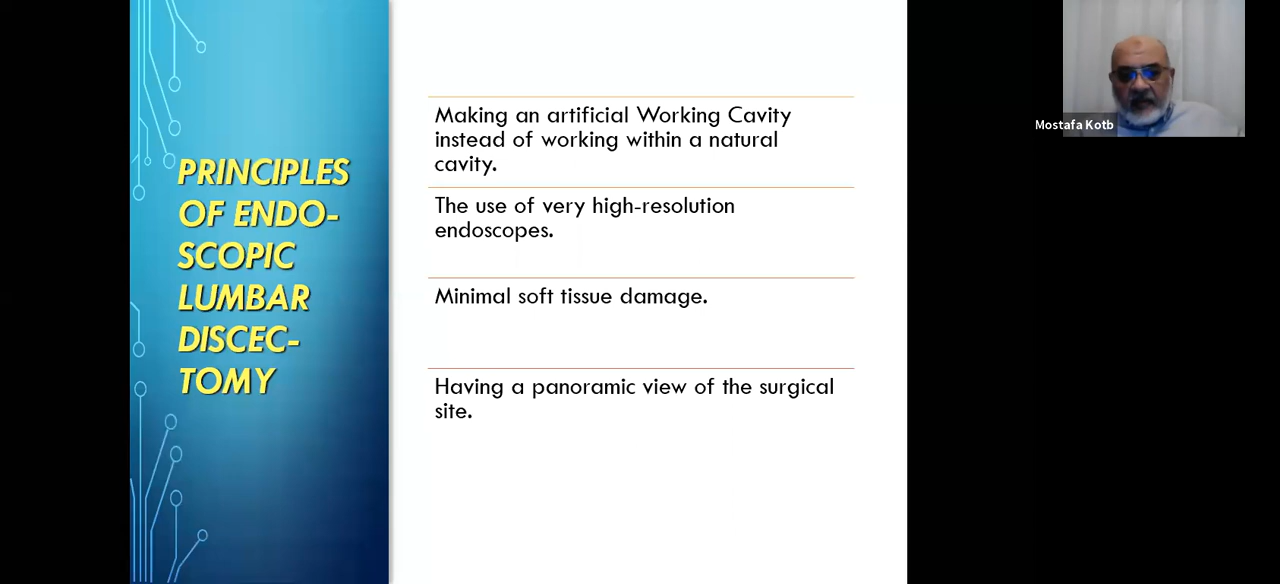 PRINCIPLES
OF ENDO-
SCOPIC
LUMBAR
DISCEC-
TOMY
Making an artificial Working Cavity
instead of working within a natural
cavity.
The use of very high-resolution
endoscopes.
Minimal soft tissue damage.
Having a panoramic view of the surgical
site.
Mostafa Kotb